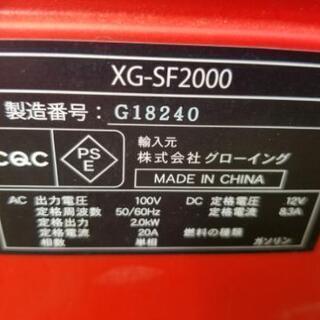 XG-SF2000
製造番号: G18240
CQC
PS
E
輸入元
株式会社 グローイング
MADE IN CHINA
AC 出力電圧 100V
定格周波数 50/60Hz
定格出力 2.0kW
定格電流 20A
相数 単相
DC 定格電圧 12V
定格電流 8.3A
燃料の種類 ガソリン